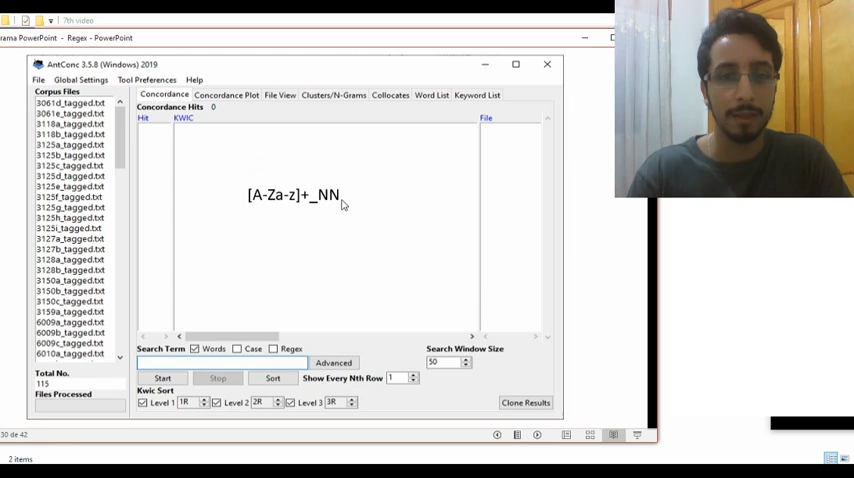 7th video
rama PowerPoint - Regex - PowerPoint
AntConc 3.5.8 (Windows) 2019
File Global Settings Tool Preferences Help
Corpus Files
3061d_tagged.txt
3061e_tagged.txt
3118a_tagged.txt
3118b_tagged.txt
3125a_tagged.txt
3125b_tagged.txt
3125c_tagged.txt
3125d_tagged.txt
3125e_tagged.txt
3125f_tagged.txt
3125g_tagged.txt
3125h_tagged.txt
3125i_tagged.txt
3127a_tagged.txt
3127b_tagged.txt
3128a_tagged.txt
3128b_tagged.txt
3150a_tagged.txt
3150b_tagged.txt
3150c_tagged.txt
3159a_tagged.txt
6009a_tagged.txt
6009b_tagged.txt
6009c_tagged.txt
6010a_tagged.txt
Total No.
115
Files Processed
Concordance Concordance Plot File View Clusters/N-Grams Collocates Word List Keyword List
Concordance Hits 0
Hit KWIC File
[A-Za-z]+_NN
Search Term Words Case Regex Search Window Size
Advanced 50
Start Stop Sort Show Every Nth Row 1
Kwic Sort
Level 1 1R Level 2 2R Level 3 3R Clone Results
30 de 42
2 items